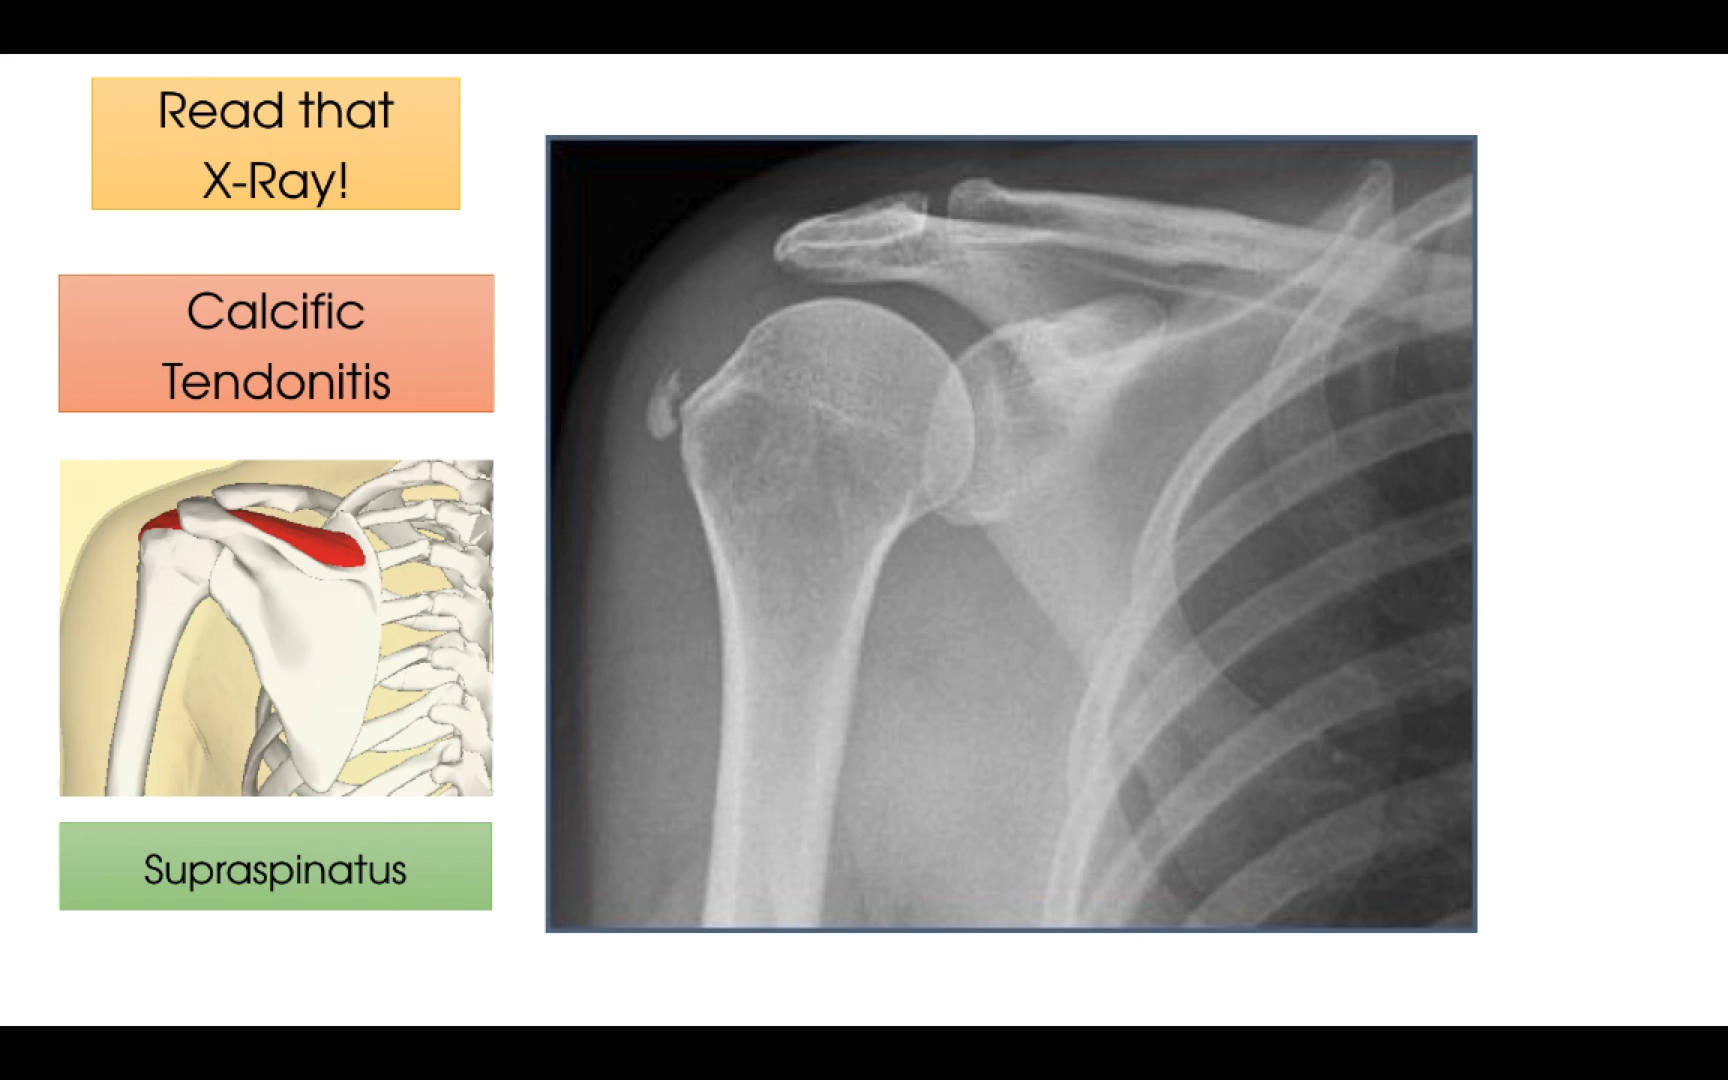 Read that
X-Ray!
Calcific
Tendonitis
Supraspinatus